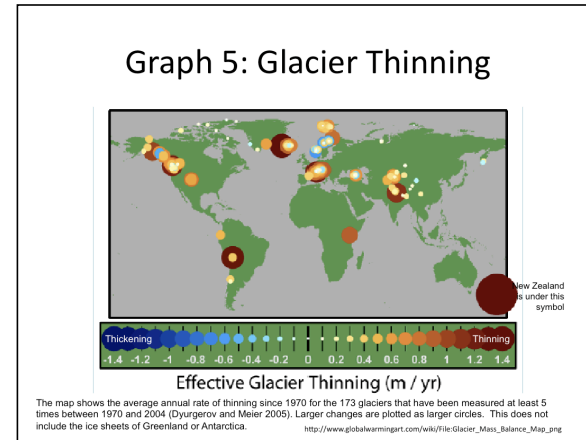 Graph 5: Glacier Thinning
New Zealand
is under this
symbol
Thickening
Thinning
-1.4 -1.2 -1 -0.8 -0.6 -0.4 -0.2 0 0.2 0.4 0.6 0.8 1 1.2 1.4
Effective Glacier Thinning (m / yr)
The map shows the average annual rate of thinning since 1970 for the 173 glaciers that have been measured at least 5
times between 1970 and 2004 (Dyurgerov and Meier 2005). Larger changes are plotted as larger circles. This does not
include the ice sheets of Greenland or Antarctica.
http://www.globalwarmingart.com/wiki/File:Glacier_Mass_Balance_Map_png